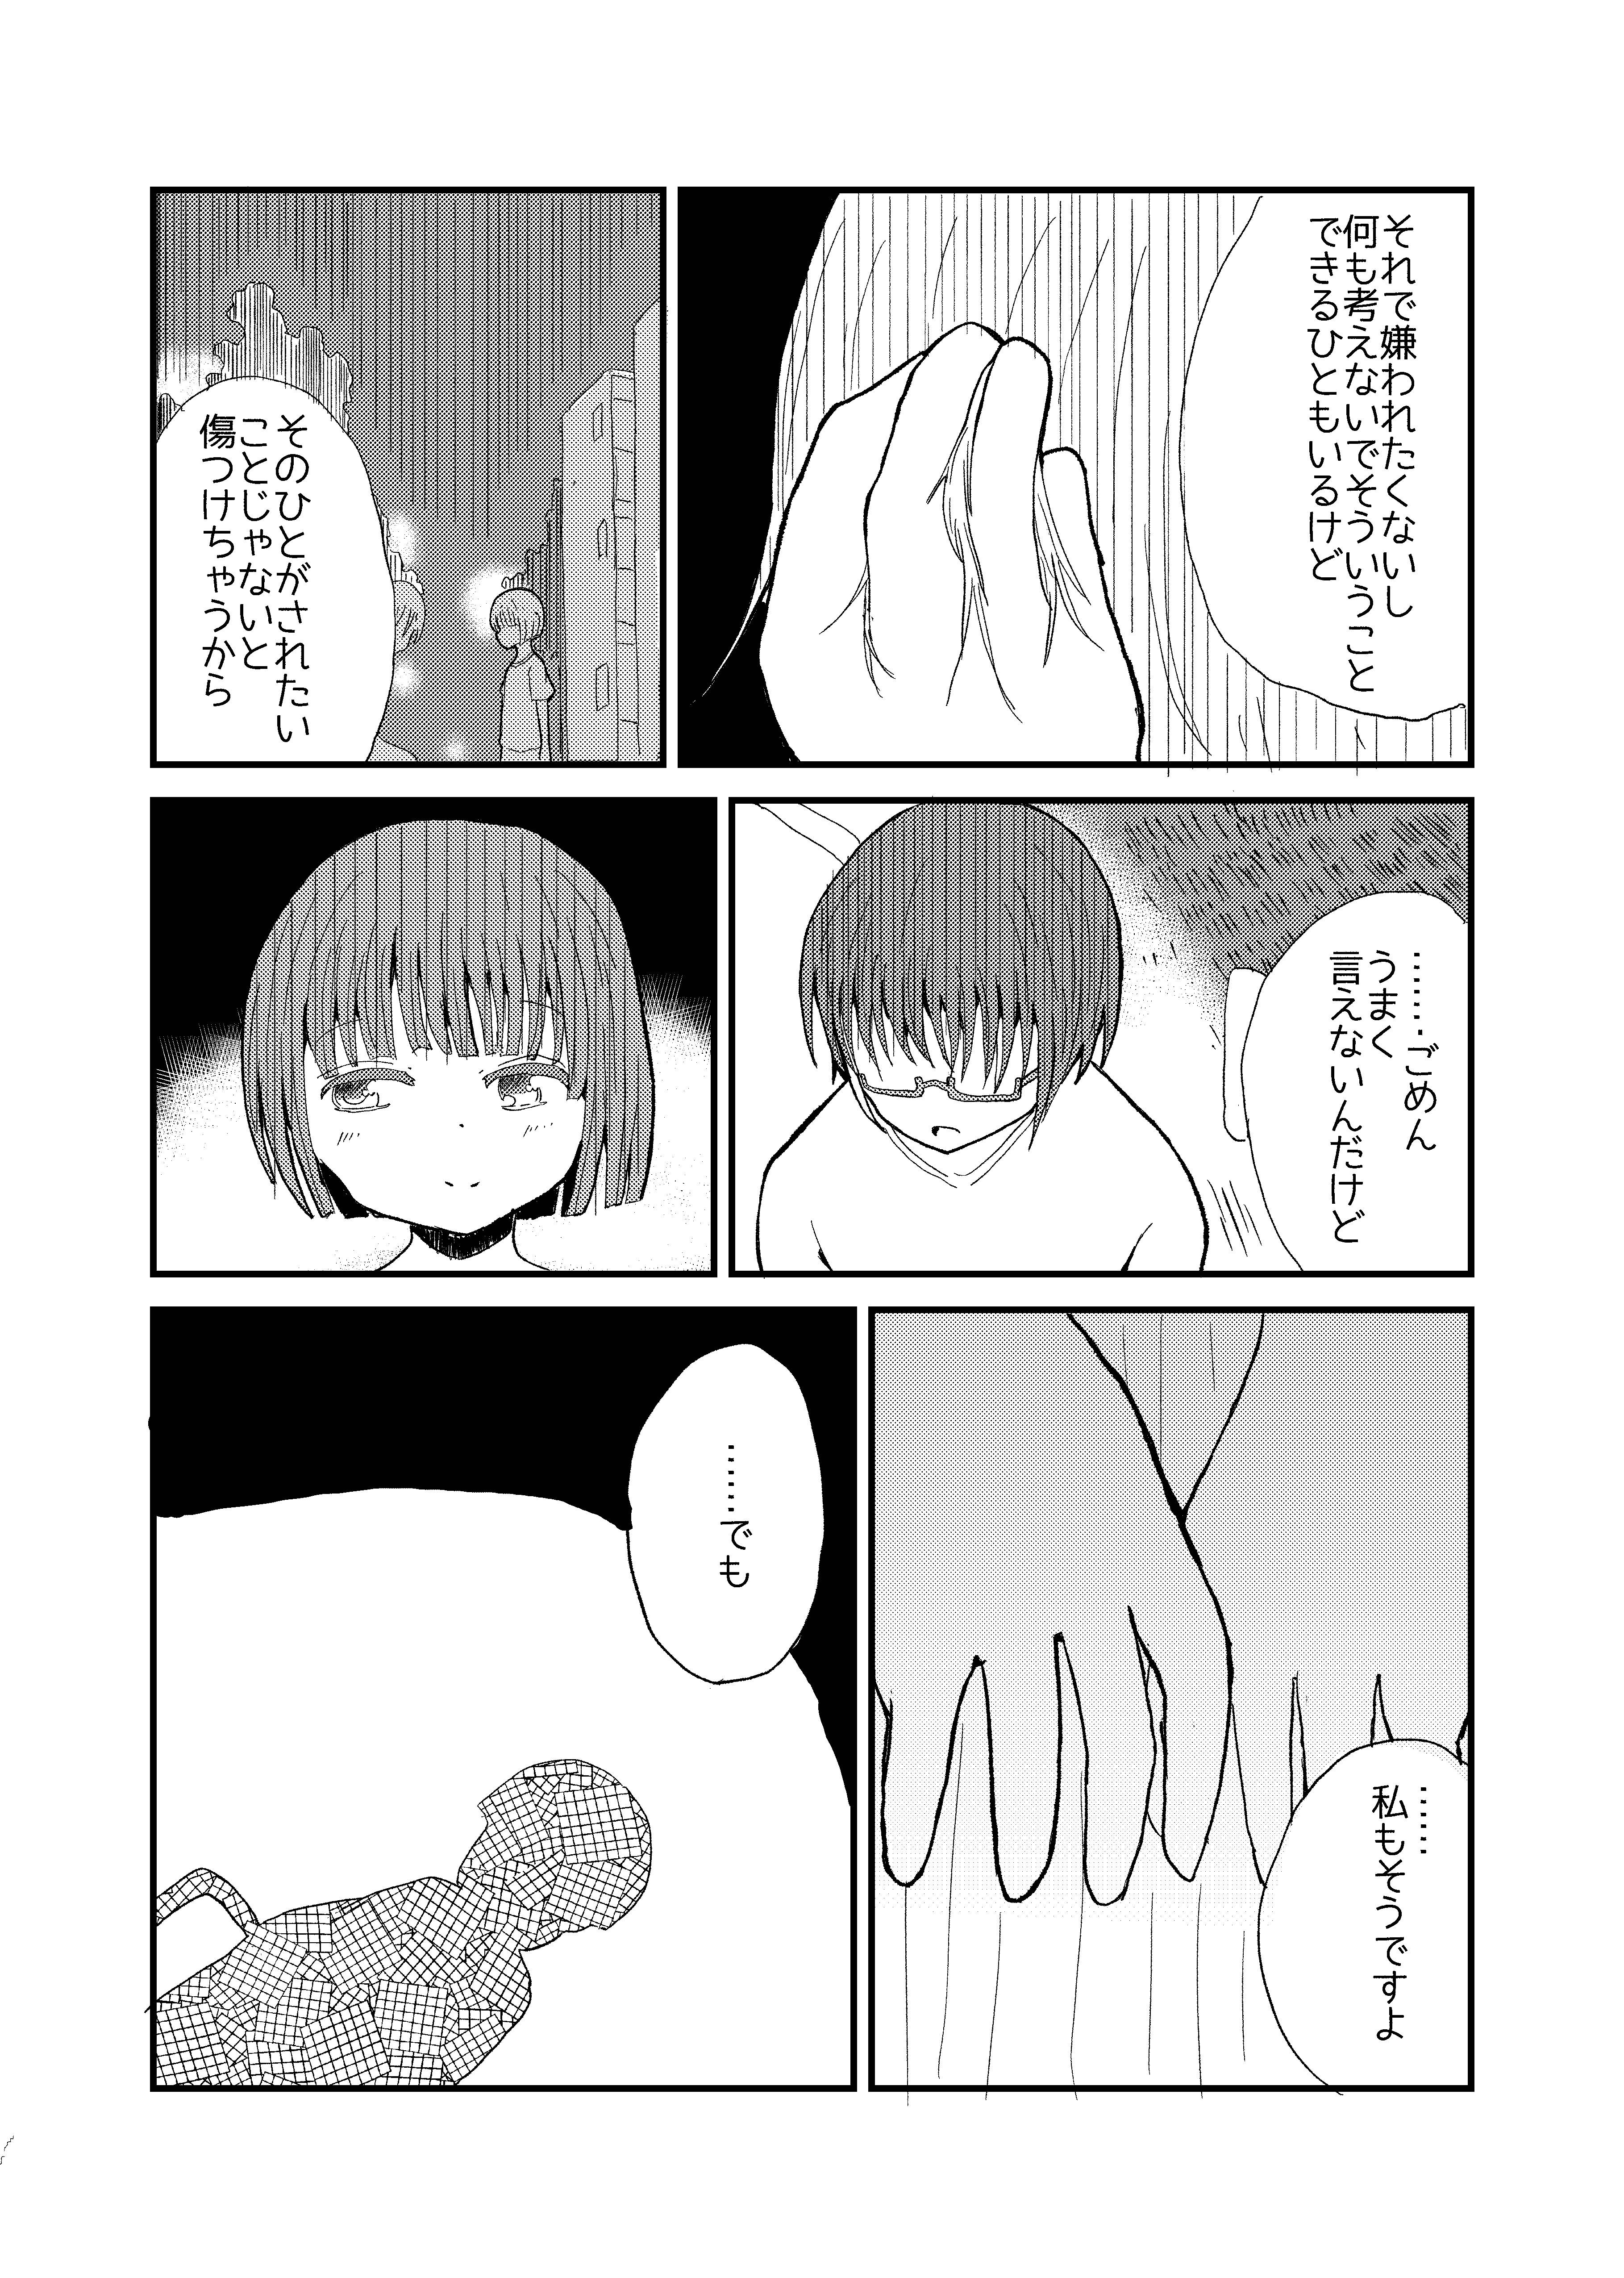 それで嫌われたくないし
何も考えないでそういうこと
できるひともいるけど
そのひとがされたい
ことじゃないと
傷つけちゃうから
……・ごめん
うまく
言えないんだけど
……
私もそうですよ
……でも